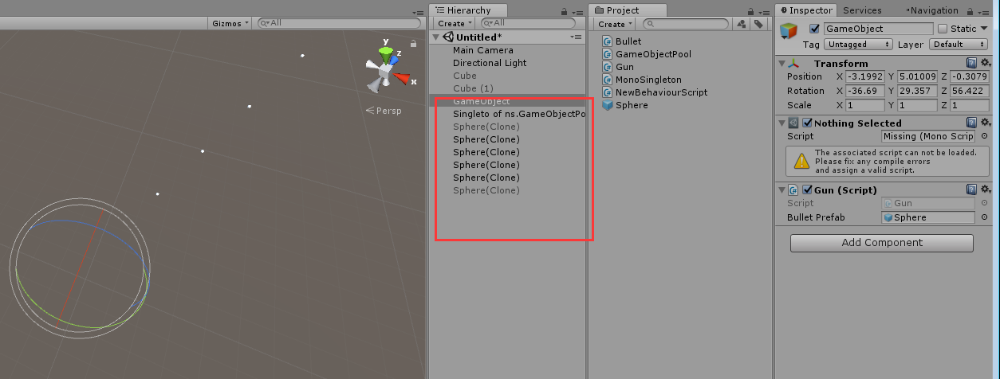 Gizmos
All
y
z
x
Persp
Hierarchy
Create
All
Untitled*
Main Camera
Directional Light
Cube
Cube (1)
GameObject
Singleto of ns.GameObjectPo
Sphere(Clone)
Sphere(Clone)
Sphere(Clone)
Sphere(Clone)
Sphere(Clone)
Sphere(Clone)
Project
Create
Bullet
GameObjectPool
Gun
MonoSingleton
NewBehaviourScript
Sphere
Inspector Services Navigation
GameObject Static
Tag Untagged Layer Default
Transform
Position X -3.1992 Y 5.01009 Z -0.3079
Rotation X -36.69 Y 29.357 Z 56.422
Scale X 1 Y 1 Z 1
Nothing Selected
Script Missing (Mono Scrip
The associated script can not be loaded.
Please fix any compile errors
and assign a valid script.
Gun (Script)
Script Gun
Bullet Prefab Sphere
Add Component